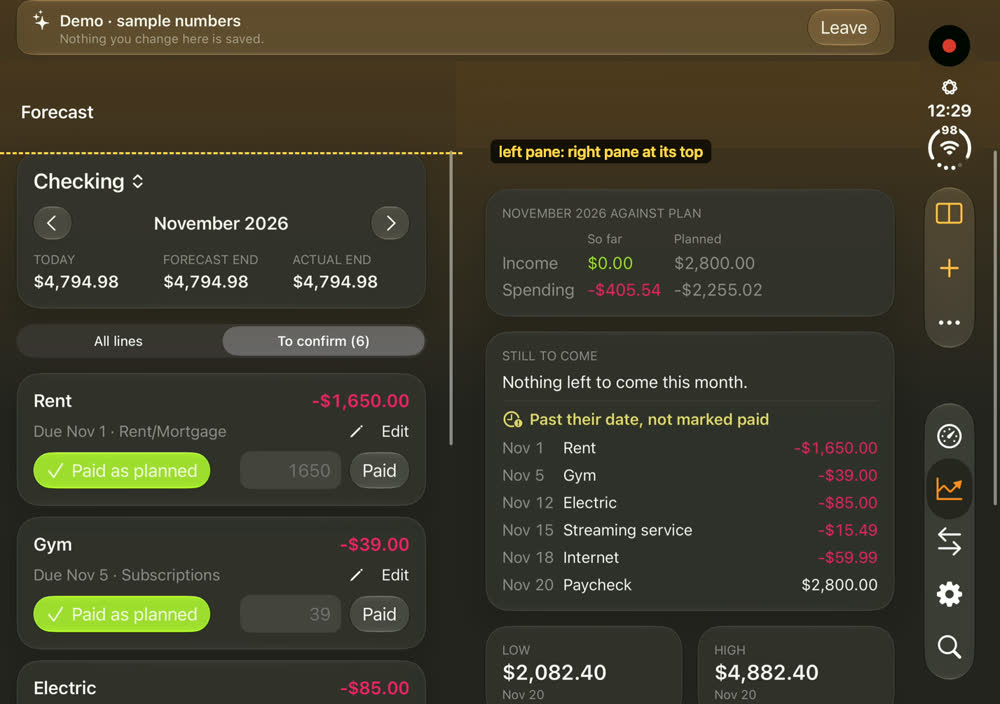 Demo · sample numbers
Nothing you change here is saved.
Leave
12:29
98
Forecast
left pane: right pane at its top
Checking
November 2026
TODAY FORECAST END ACTUAL END
$4,794.98 $4,794.98 $4,794.98
All lines To confirm (6)
Rent -$1,650.00
Due Nov 1 · Rent/Mortgage Edit
Paid as planned 1650 Paid
Gym -$39.00
Due Nov 5 · Subscriptions Edit
Paid as planned 39 Paid
Electric -$85.00
NOVEMBER 2026 AGAINST PLAN
So far Planned
Income $0.00 $2,800.00
Spending -$405.54 -$2,255.02
STILL TO COME
Nothing left to come this month.
Past their date, not marked paid
Nov 1 Rent -$1,650.00
Nov 5 Gym -$39.00
Nov 12 Electric -$85.00
Nov 15 Streaming service -$15.49
Nov 18 Internet -$59.99
Nov 20 Paycheck $2,800.00
LOW HIGH
$2,082.40 $4,882.40
Nov 20 Nov 20